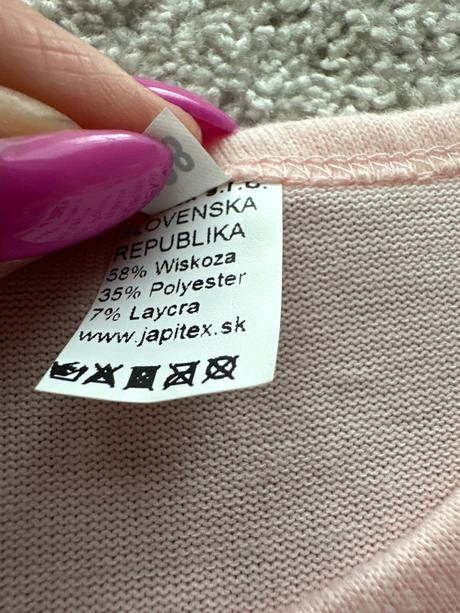 s.r.o.
SLOVENSKA
REPUBLIKA
58% Wiskoza
35% Polyester
7% Laycra
www.japitex.sk